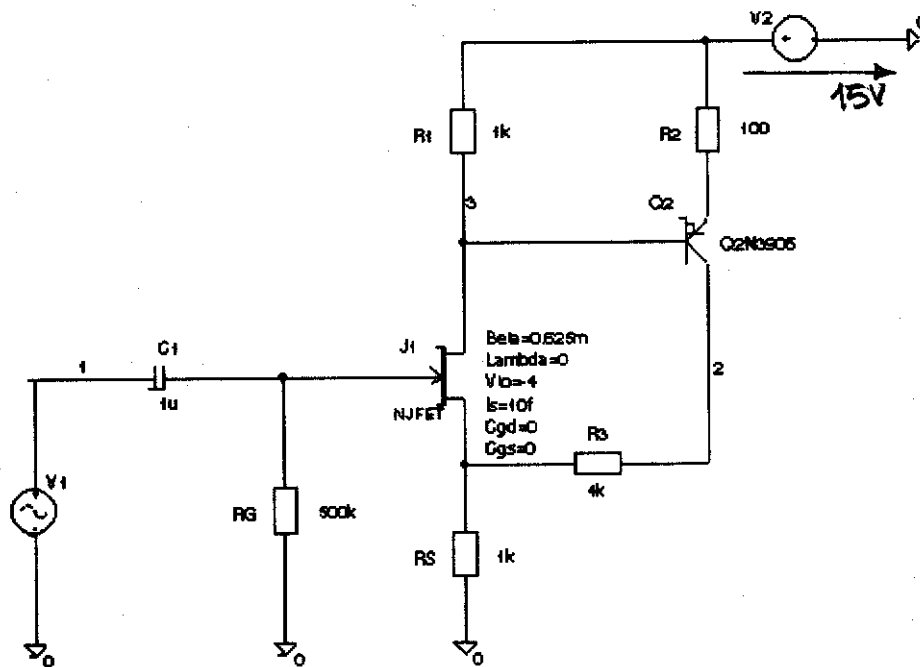 V2
15V
R1
1k
R2
100
3
Q2
Q2N3905
J1
Beta=0.625m
Lambda=0
Vto=-4
Is=10f
Cgd=0
Cgs=0
NJFET
1
C1
1u
2
R3
4k
V1
RG
500k
RS
1k
0
0
0